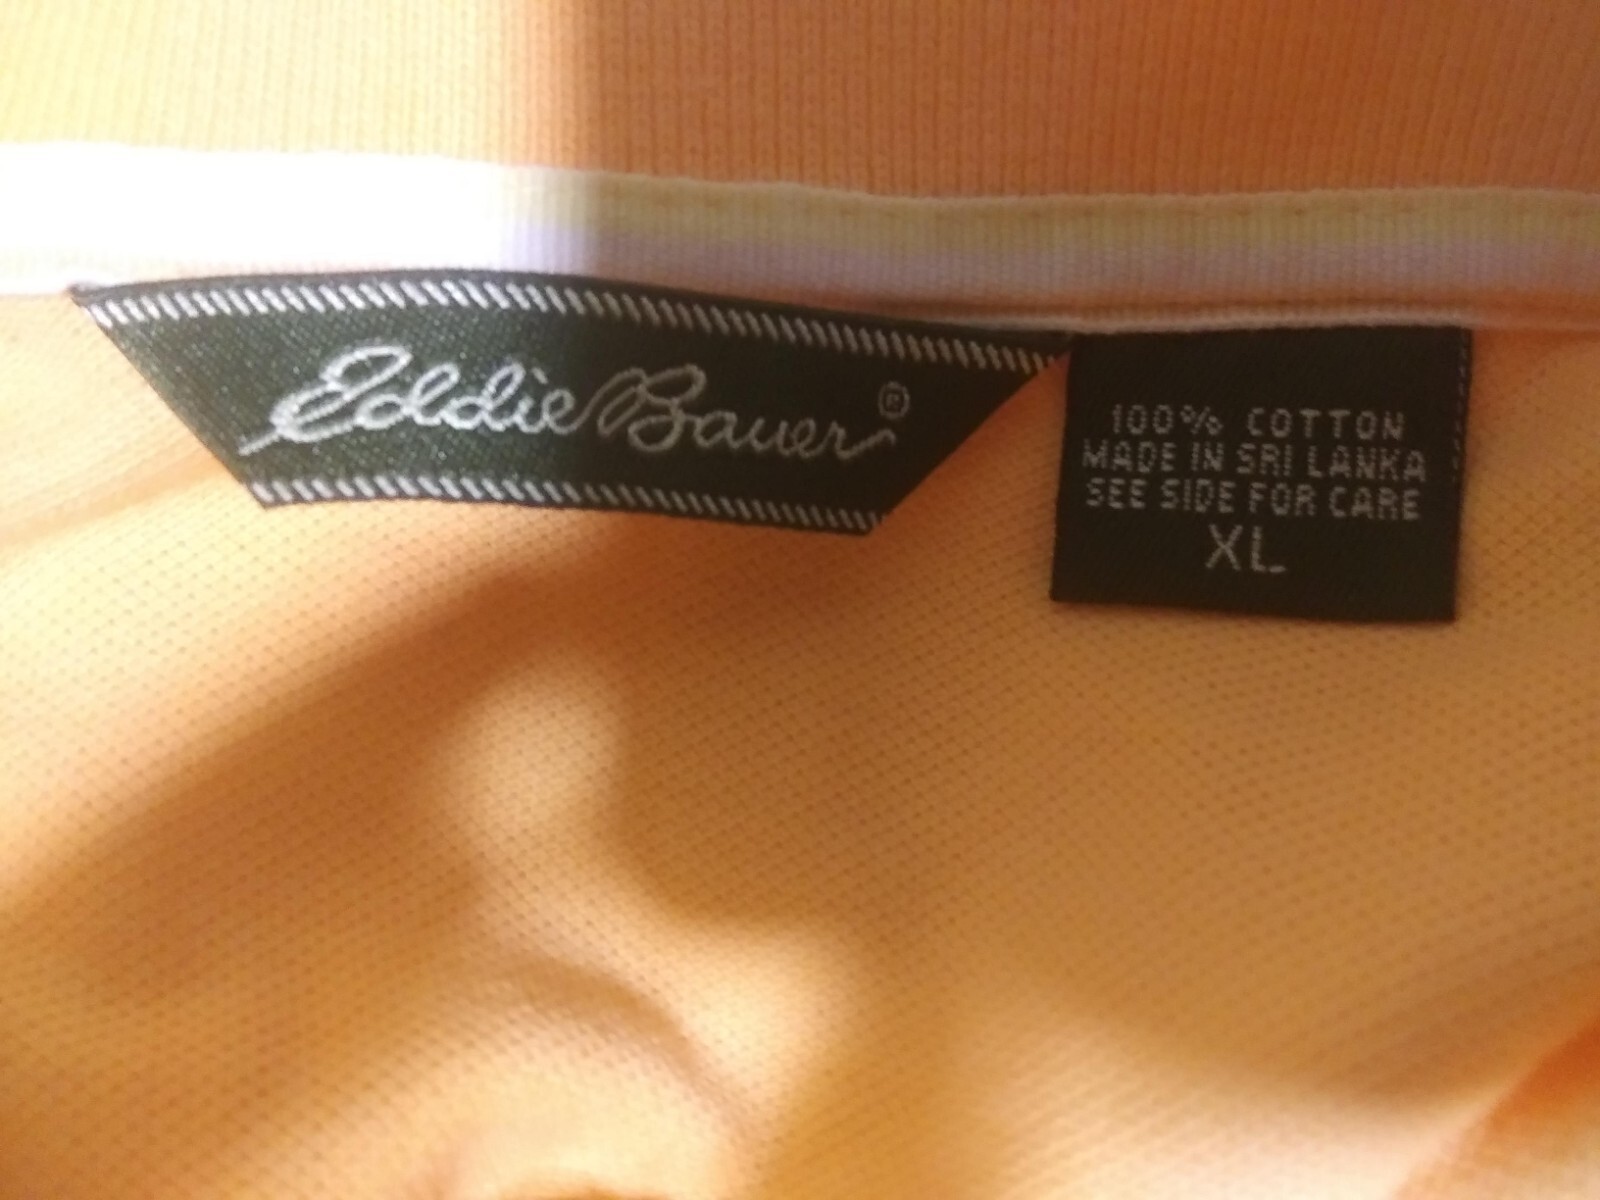 Eddie Bauer ®
100% COTTON
MADE IN SRI LANKA
SEE SIDE FOR CARE
XL